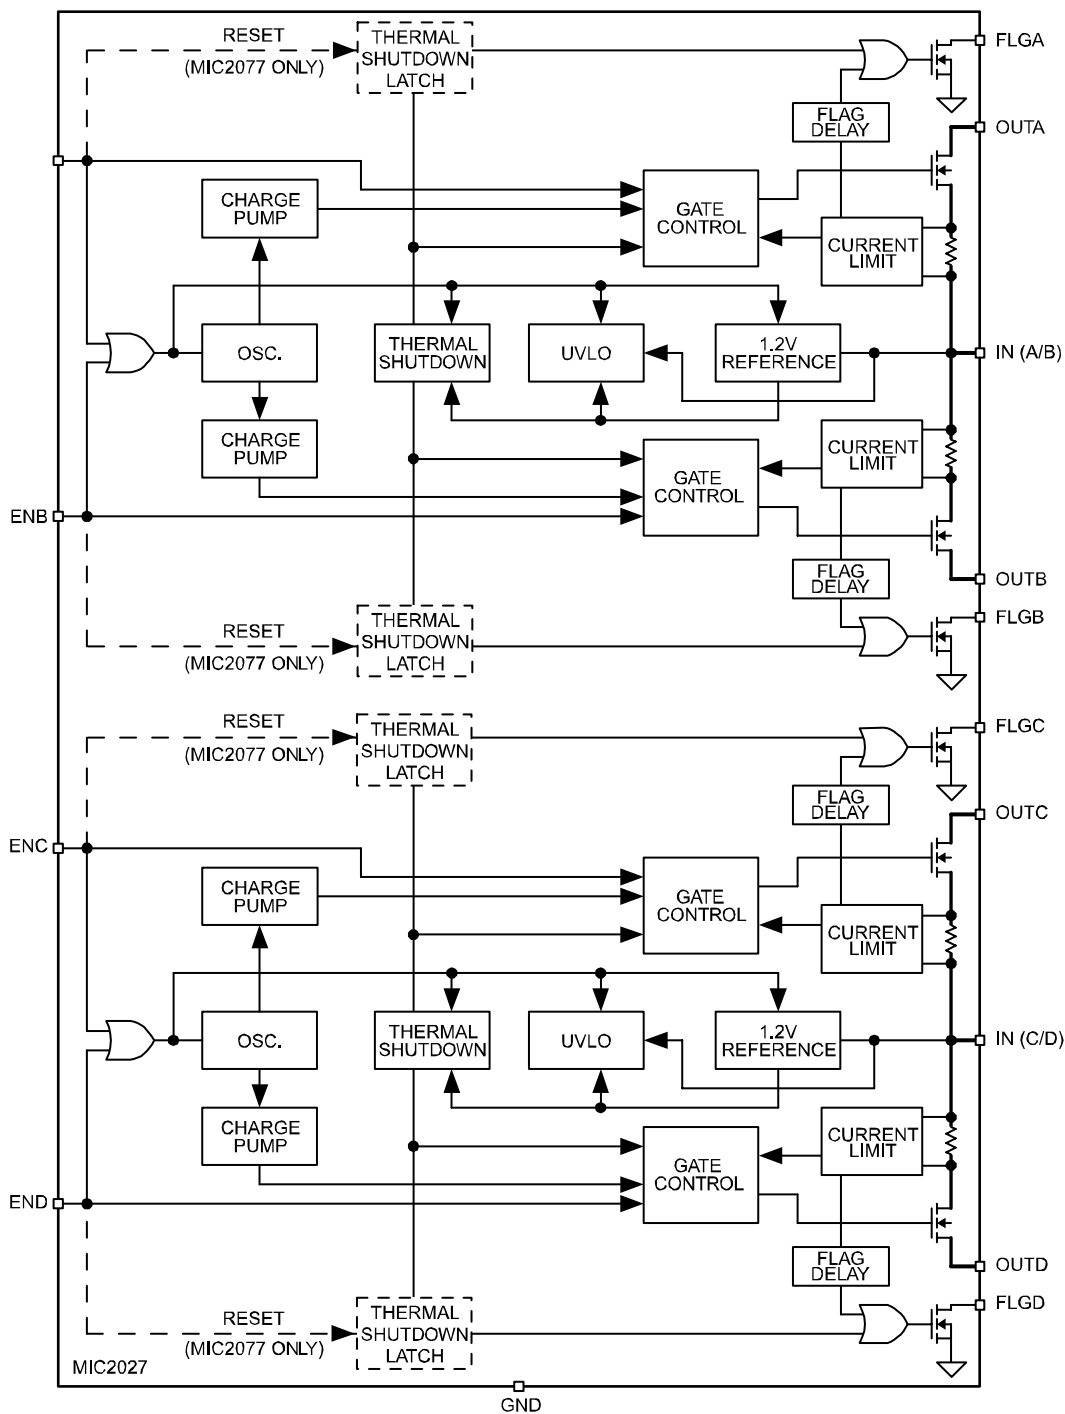 RESET
(MIC2077 ONLY)
THERMAL
SHUTDOWN
LATCH
FLGA
FLAG
DELAY
OUTA
CHARGE
PUMP
GATE
CONTROL
CURRENT
LIMIT
OSC.
THERMAL
SHUTDOWN
UVLO
1.2V
REFERENCE
IN (A/B)
CHARGE
PUMP
GATE
CONTROL
CURRENT
LIMIT
ENB
FLAG
DELAY
OUTB
RESET
(MIC2077 ONLY)
THERMAL
SHUTDOWN
LATCH
FLGB
RESET
(MIC2077 ONLY)
THERMAL
SHUTDOWN
LATCH
FLGC
FLAG
DELAY
OUTC
ENC
CHARGE
PUMP
GATE
CONTROL
CURRENT
LIMIT
OSC.
THERMAL
SHUTDOWN
UVLO
1.2V
REFERENCE
IN (C/D)
CHARGE
PUMP
GATE
CONTROL
CURRENT
LIMIT
END
FLAG
DELAY
OUTD
RESET
(MIC2077 ONLY)
THERMAL
SHUTDOWN
LATCH
FLGD
MIC2027
GND